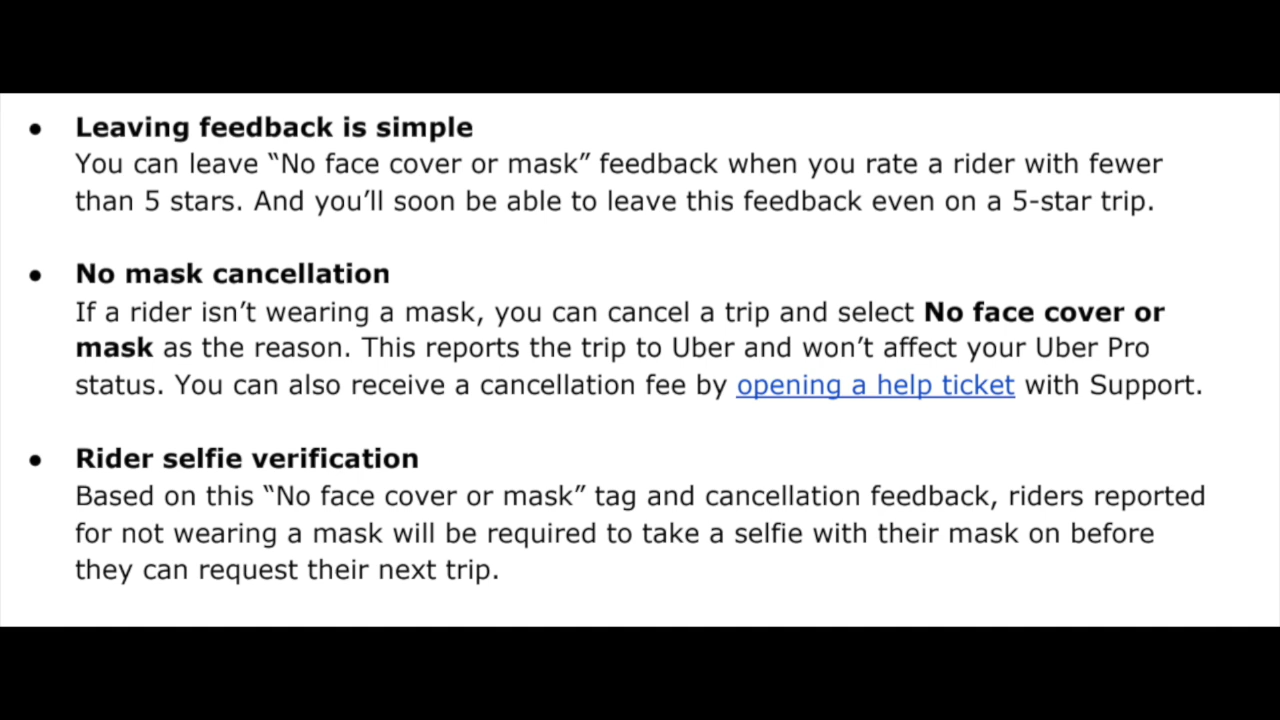 ● Leaving feedback is simple
You can leave “No face cover or mask” feedback when you rate a rider with fewer
than 5 stars. And you’ll soon be able to leave this feedback even on a 5-star trip.
● No mask cancellation
If a rider isn’t wearing a mask, you can cancel a trip and select No face cover or
mask as the reason. This reports the trip to Uber and won’t affect your Uber Pro
status. You can also receive a cancellation fee by opening a help ticket with Support.
● Rider selfie verification
Based on this “No face cover or mask” tag and cancellation feedback, riders reported
for not wearing a mask will be required to take a selfie with their mask on before
they can request their next trip.